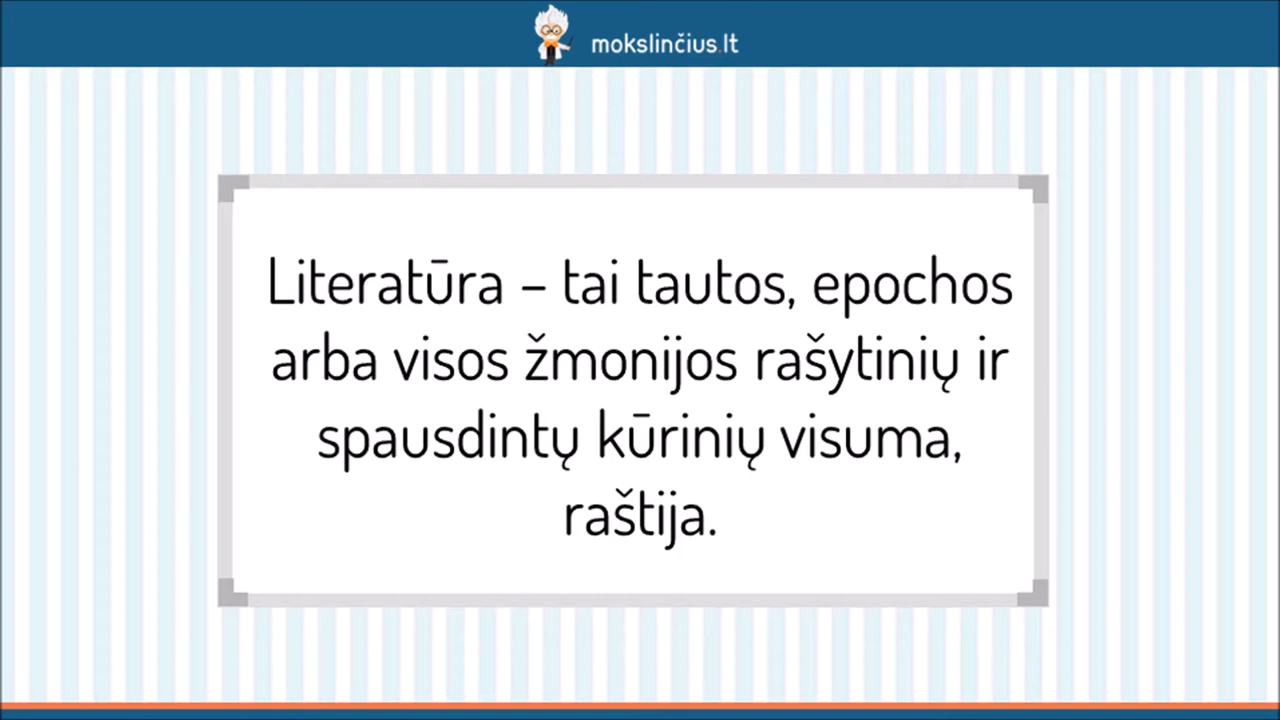 mokslinčius.lt
Literatūra – tai tautos, epochos
arba visos žmonijos rašytinių ir
spausdintų kūrinių visuma,
raštija.